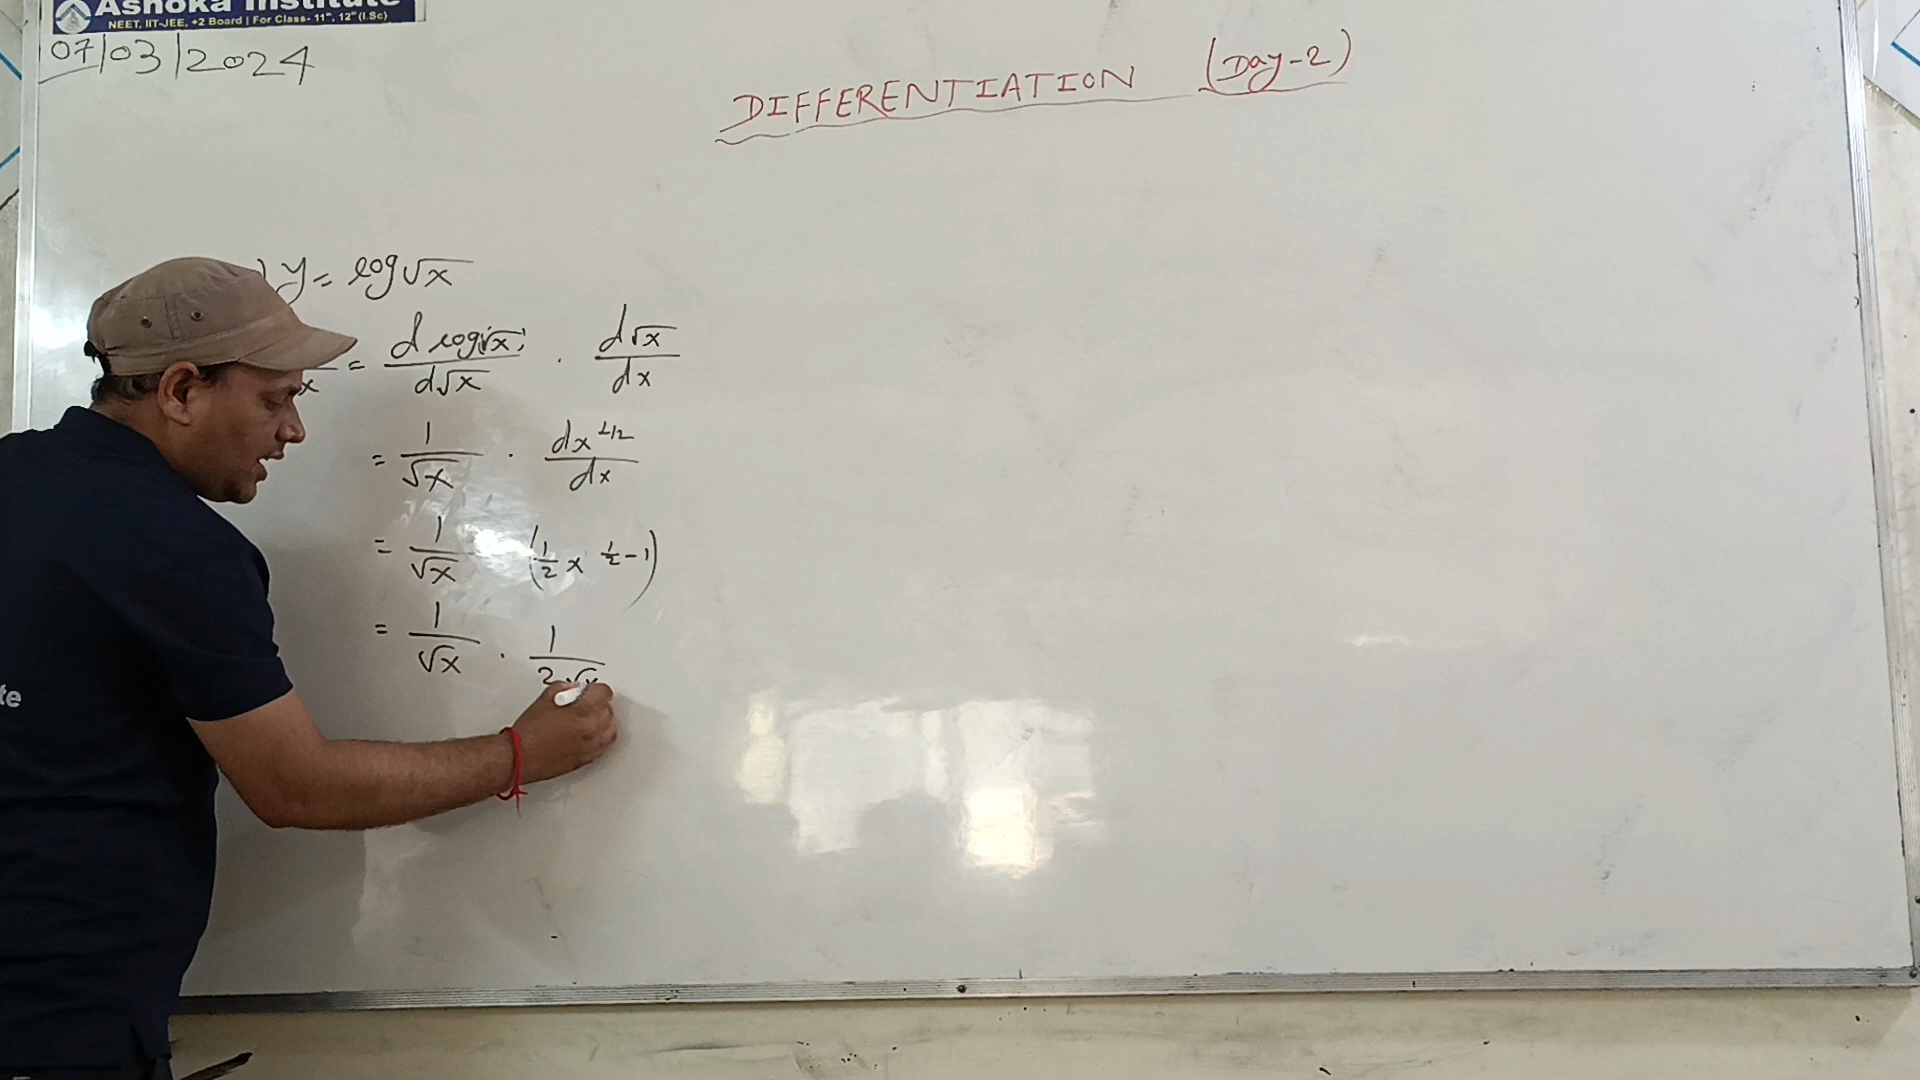 Ashoka Institute
NEET, IIT-JEE, +2 Board | For Class- 11th, 12th (I.Sc)
07/03/2024
DIFFERENTIATION (Day-2)
) y = log√x
x = d log(√x) / d√x . d√x / dx
= 1/√x . dx^1/2 / dx
= 1/√x (1/2 x^1/2-1)
= 1/√x . 1/2√x
te